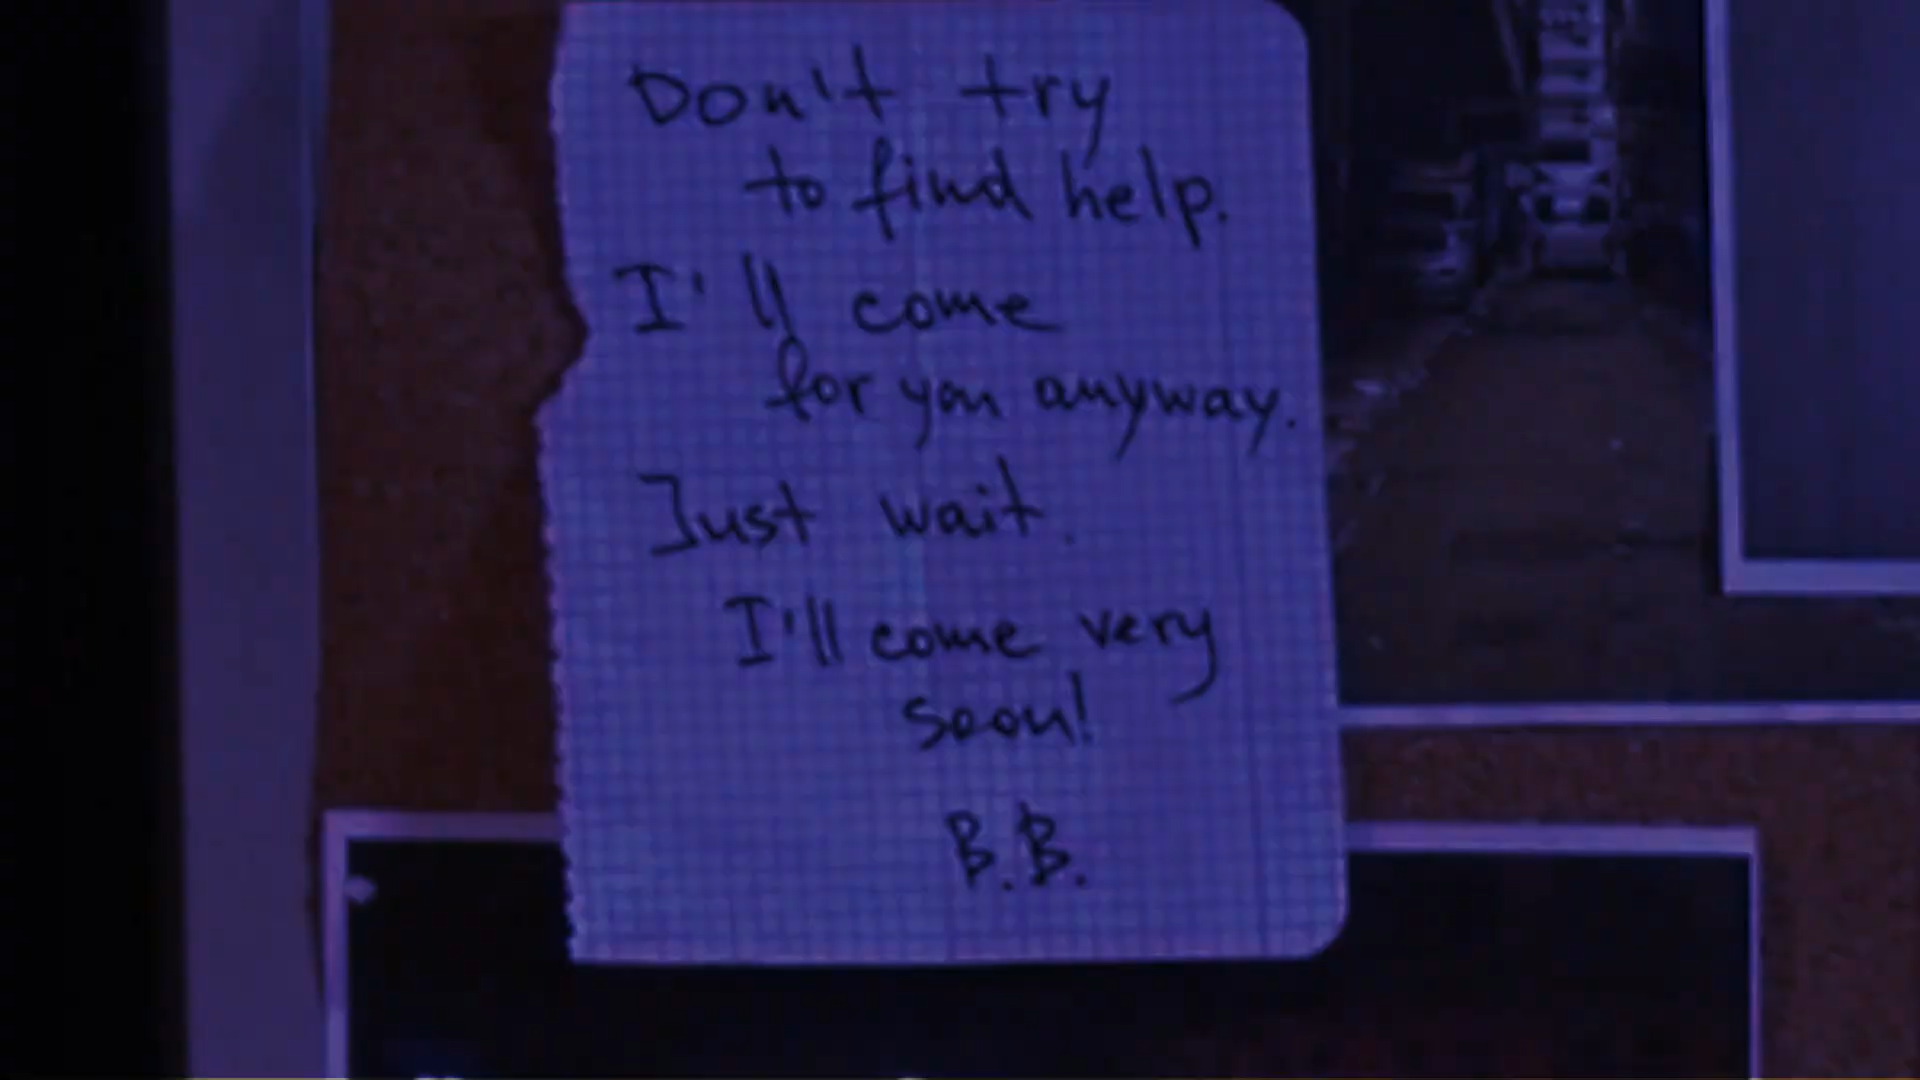 Don't try
to find help.
I'll come
for you anyway.
Just wait.
I'll come very
soon!
B.B.